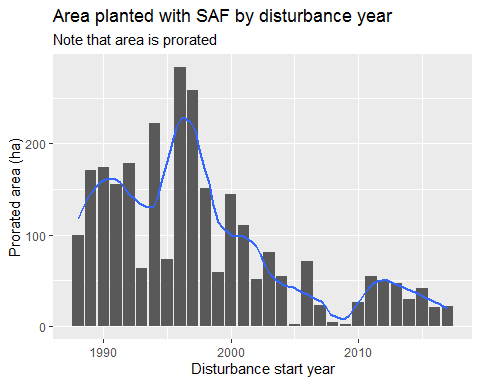 Area planted with SAF by disturbance year
Note that area is prorated
Prorated area (ha)
200
100
0
1990 2000 2010
Disturbance start year